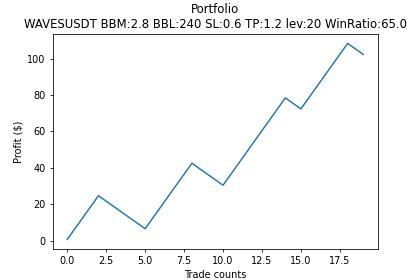 Portfolio
WAVESUSDT BBM:2.8 BBL:240 SL:0.6 TP:1.2 lev:20 WinRatio:65.0
100
80
60
40
20
0
Profit ($)
0.0 2.5 5.0 7.5 10.0 12.5 15.0 17.5
Trade counts